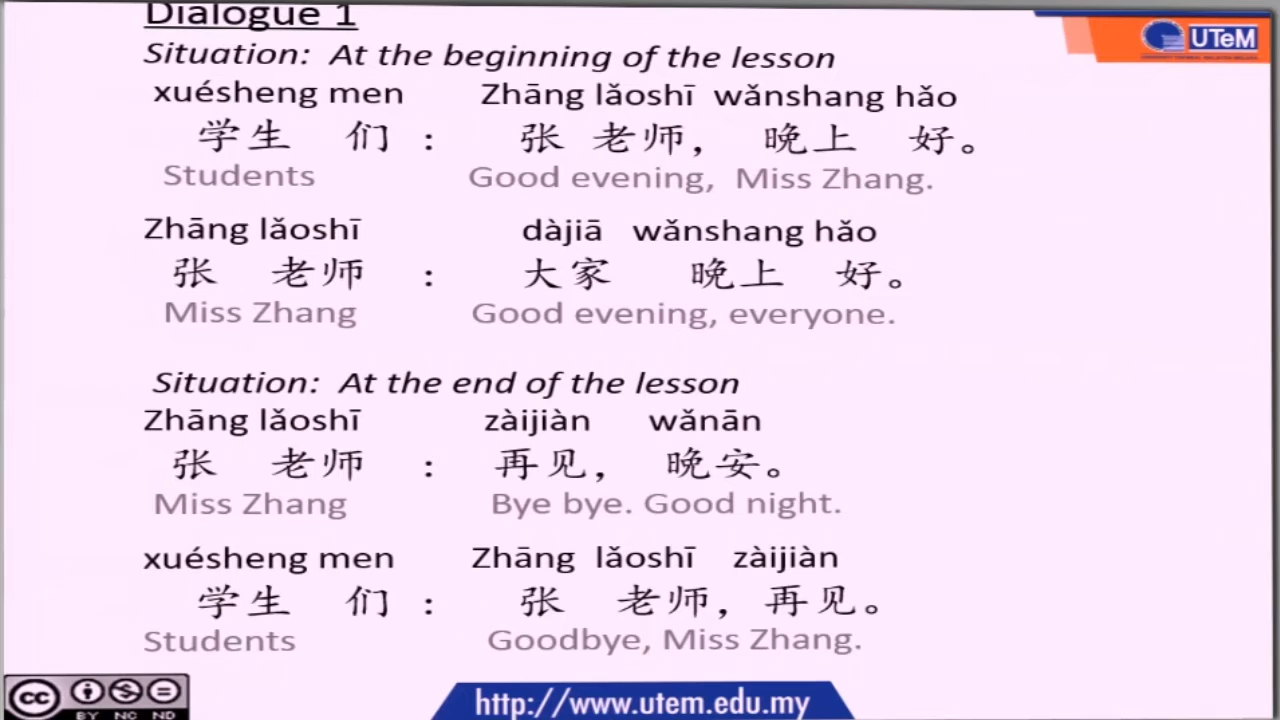 Dialogue 1
Situation: At the beginning of the lesson
xuésheng men Zhāng lǎoshī wǎnshang hǎo
学生 们 : 张 老师, 晚上 好。
Students Good evening, Miss Zhang.
Zhāng lǎoshī dàjiā wǎnshang hǎo
张 老师 : 大家 晚上 好。
Miss Zhang Good evening, everyone.
Situation: At the end of the lesson
Zhāng lǎoshī zàijiàn wǎnān
张 老师 : 再见, 晚安。
Miss Zhang Bye bye. Good night.
xuésheng men Zhāng lǎoshī zàijiàn
学生 们 : 张 老师, 再见。
Students Goodbye, Miss Zhang.
UTeM
cc
BY NC ND
http://www.utem.edu.my